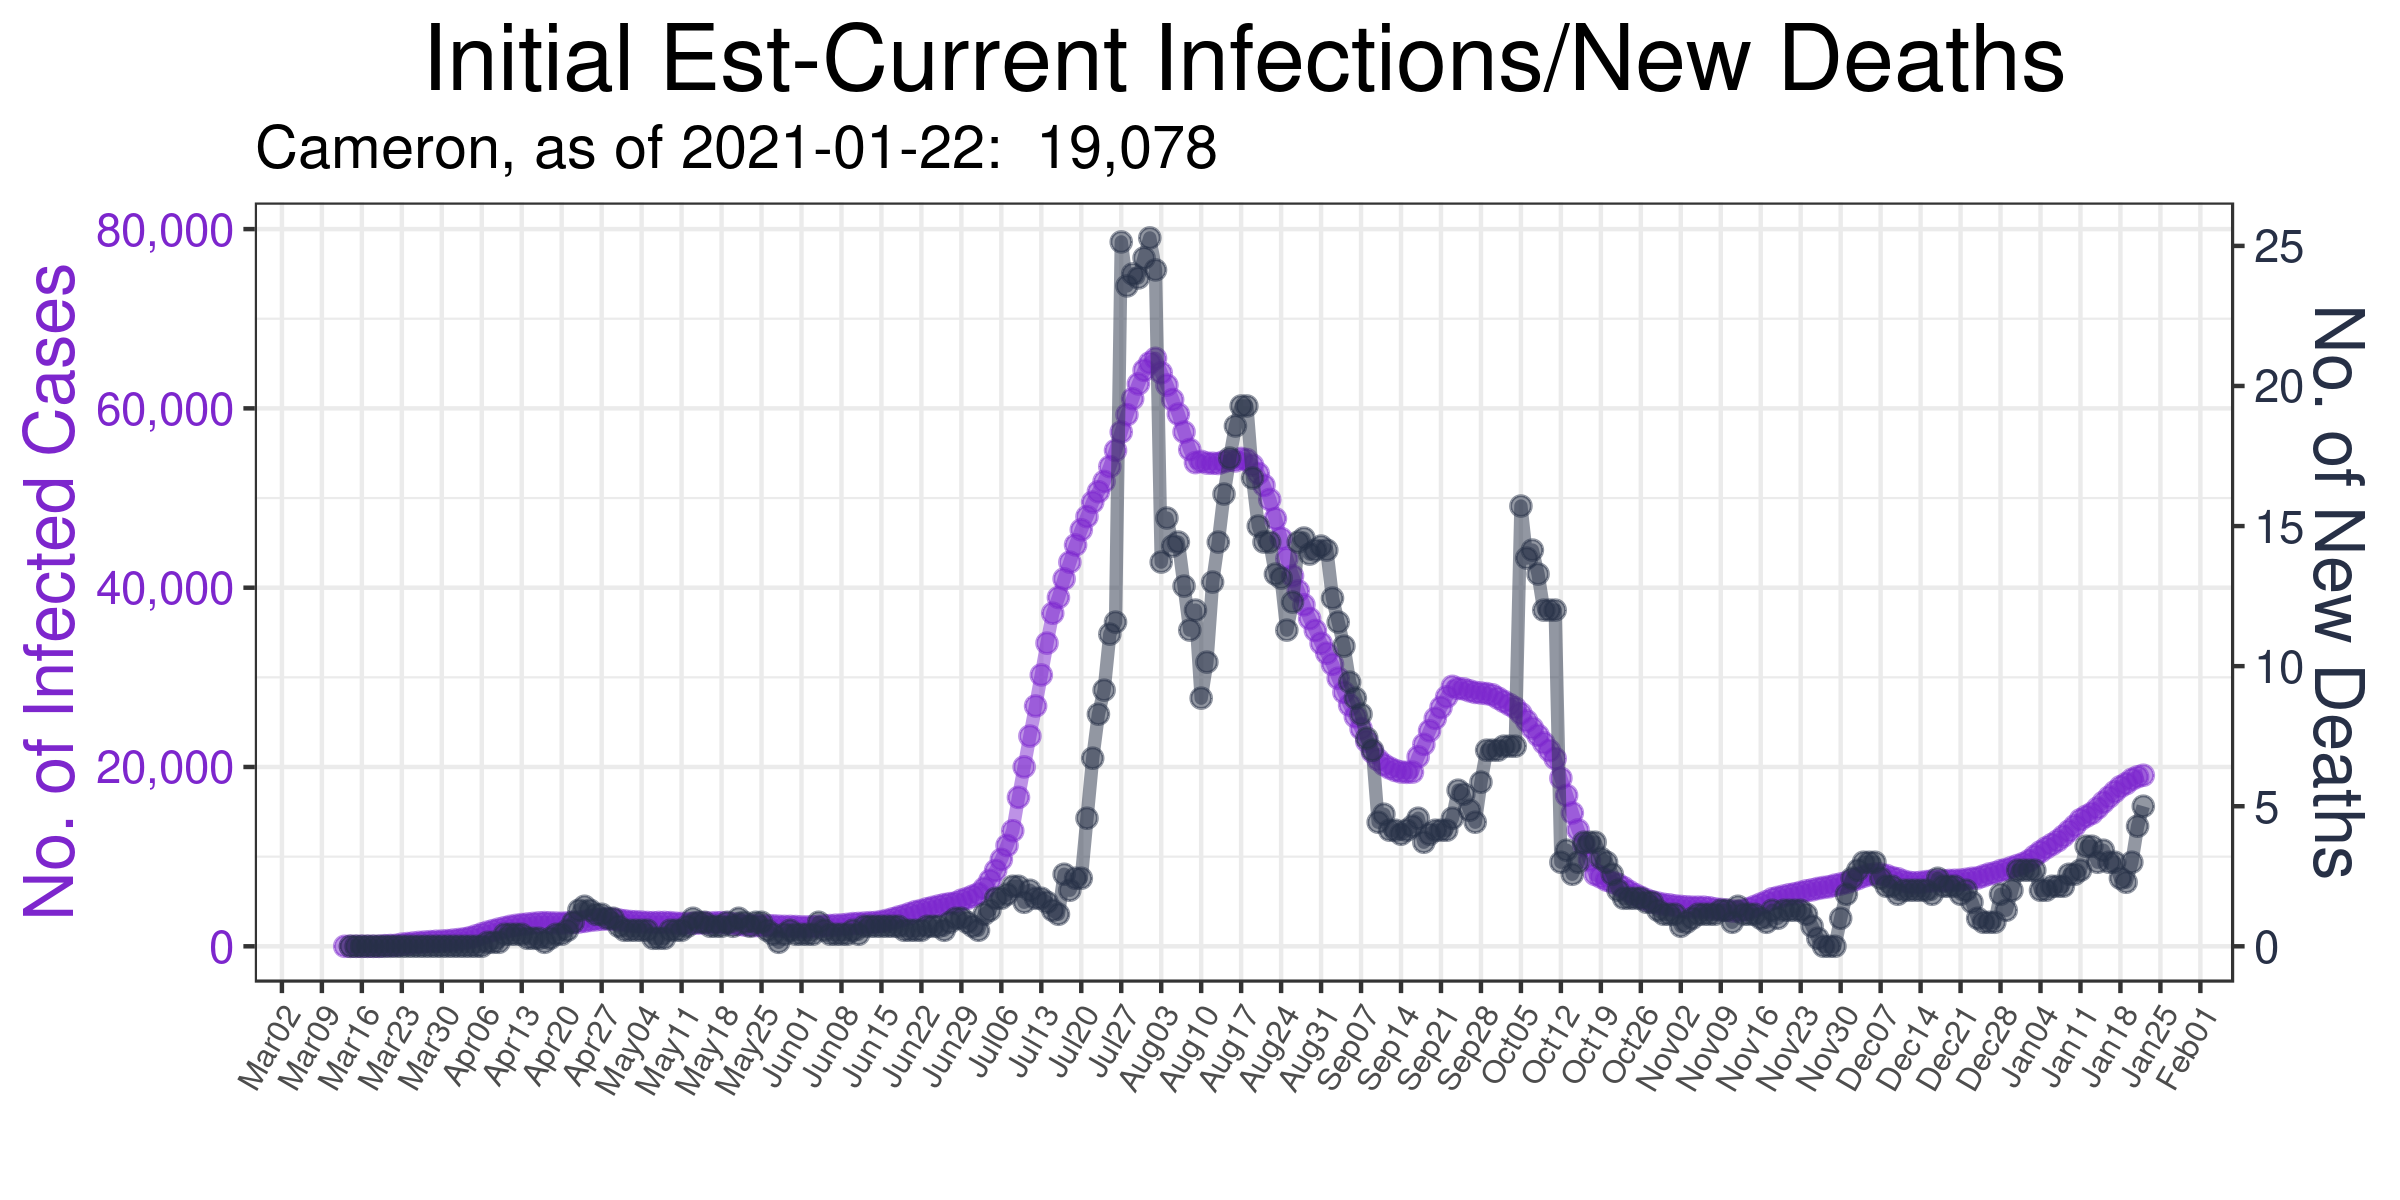 Initial Est-Current Infections/New Deaths
Cameron, as of 2021-01-22:  19,078
No. of Infected Cases
80,000
60,000
40,000
20,000
0
25
20
15
10
5
0
No. of New Deaths
Mar02 Mar09 Mar16 Mar23 Mar30 Apr06 Apr13 Apr20 Apr27 May04 May11 May18 May25 Jun01 Jun08 Jun15 Jun22 Jun29 Jul06 Jul13 Jul20 Jul27 Aug03 Aug10 Aug17 Aug24 Aug31 Sep07 Sep14 Sep21 Sep28 Oct05 Oct12 Oct19 Oct26 Nov02 Nov09 Nov16 Nov23 Nov30 Dec07 Dec14 Dec21 Dec28 Jan04 Jan11 Jan18 Jan25 Feb01